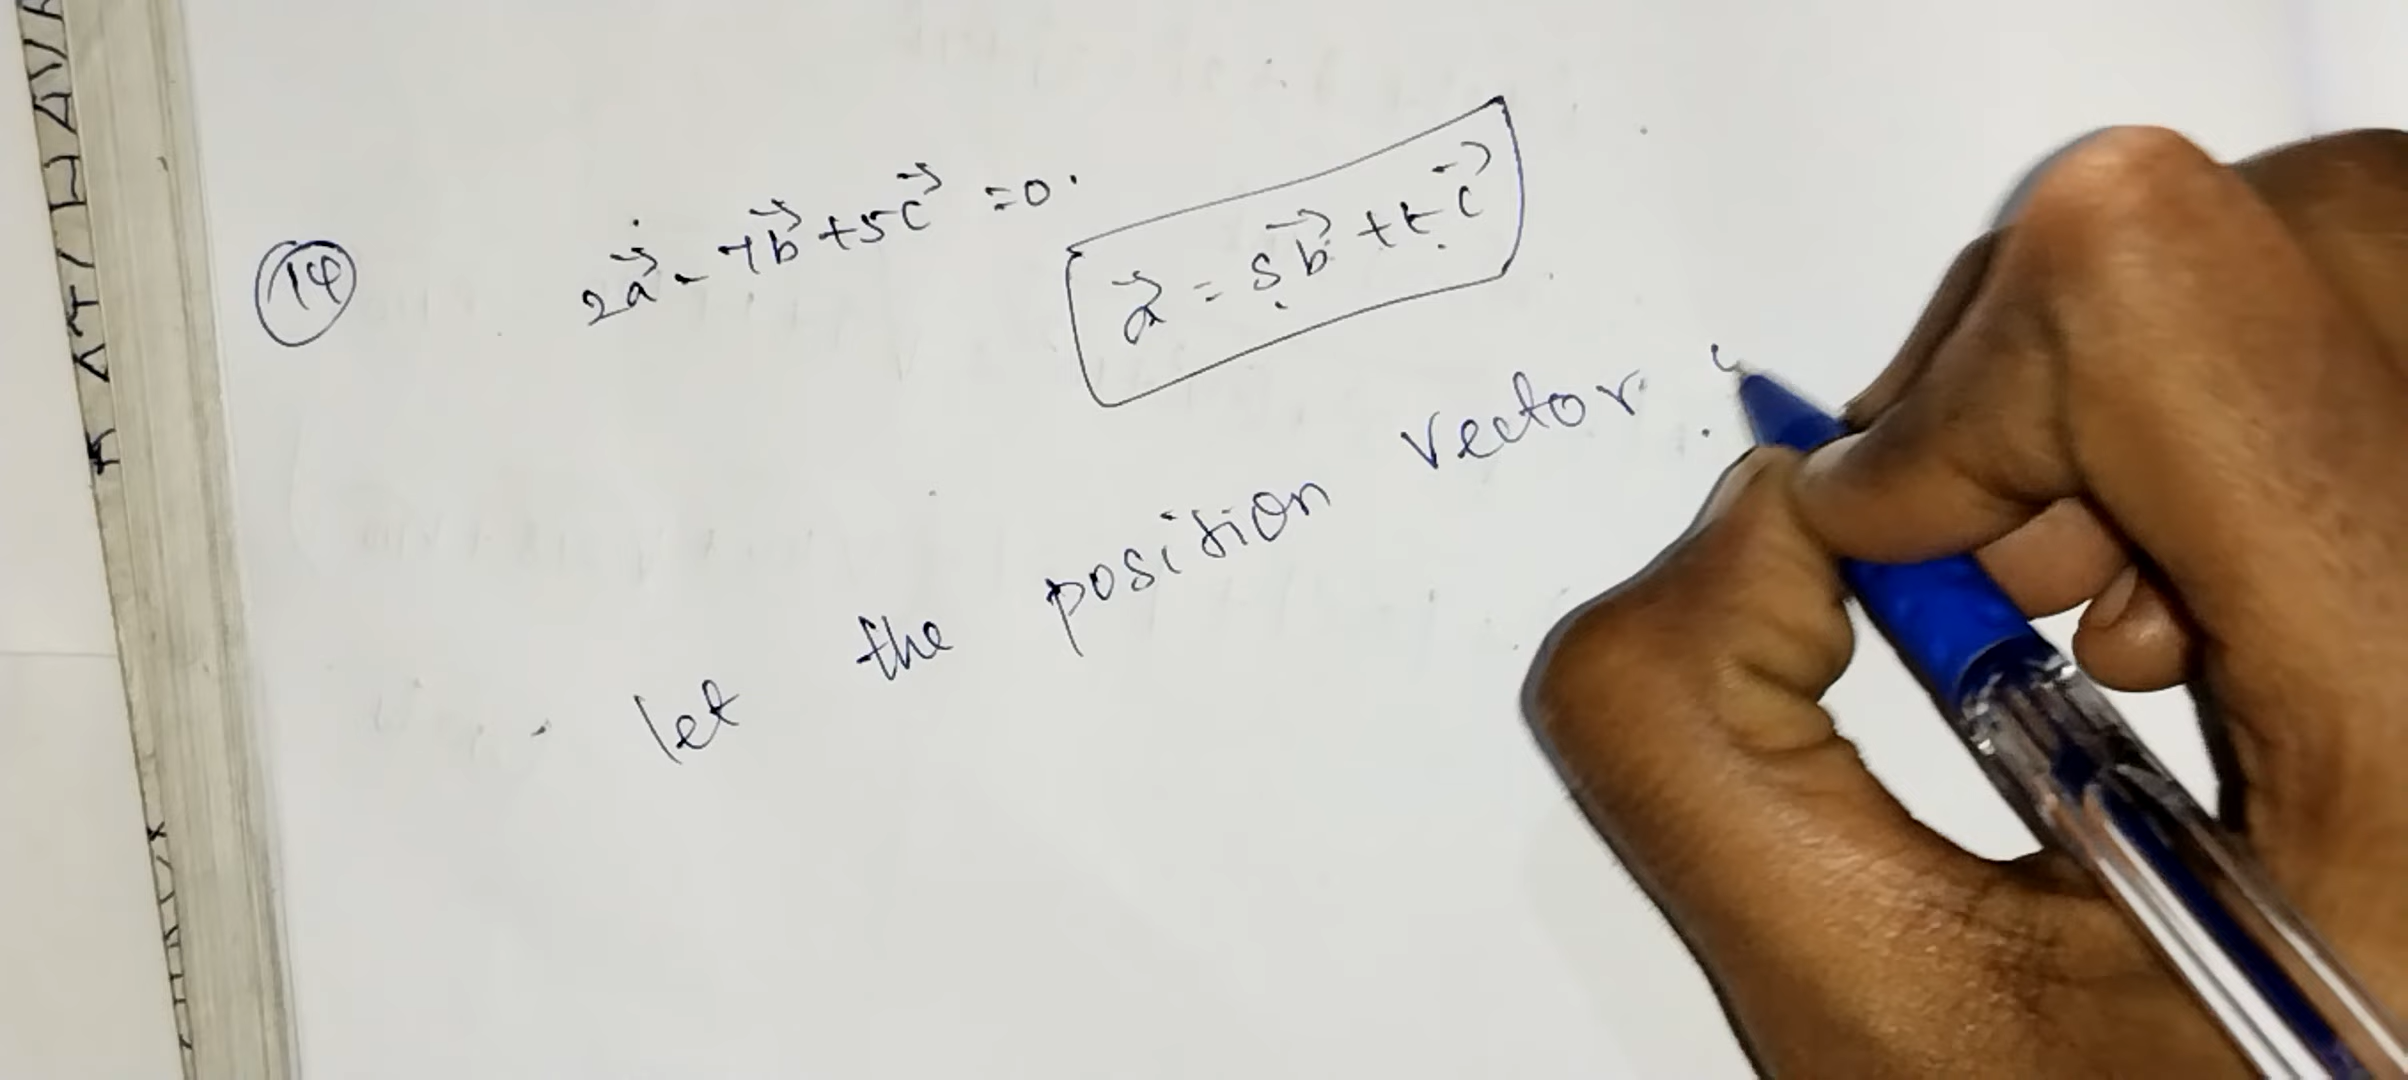 14
2a⃗ - 7b⃗ + 5c⃗ = 0.
a⃗ = sb⃗ + tc⃗
let the position vector